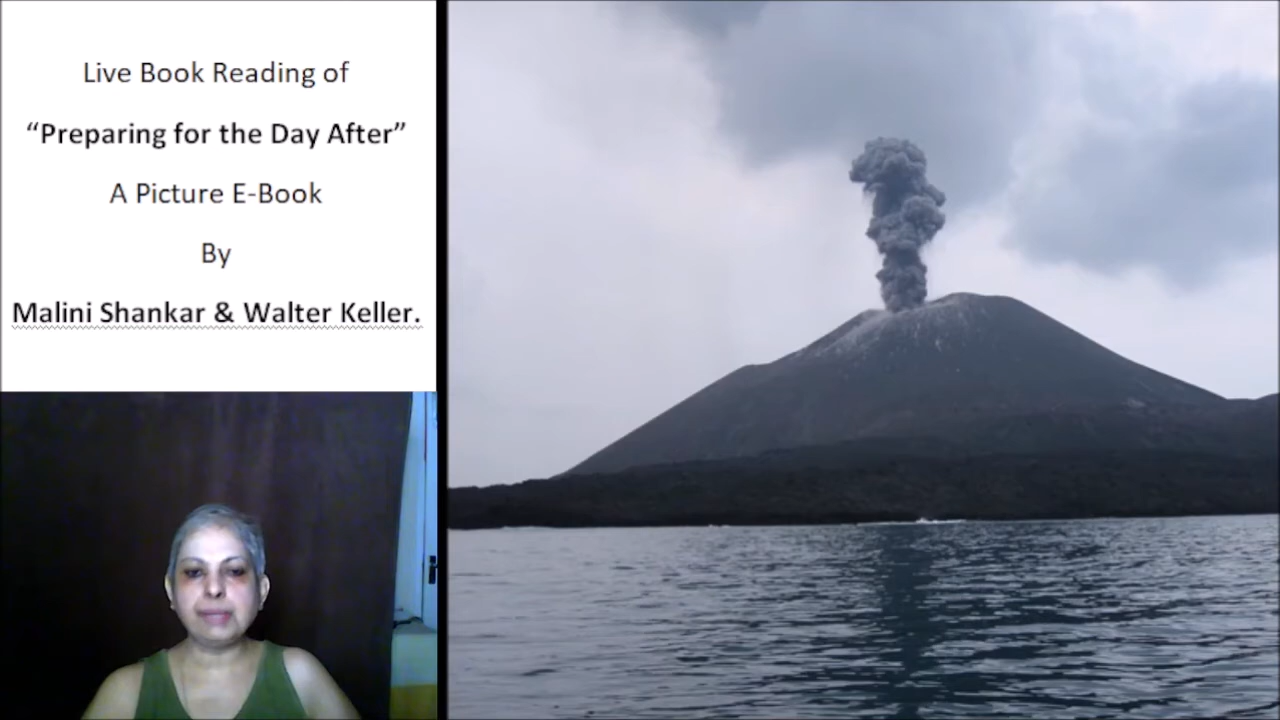 Live Book Reading of
“Preparing for the Day After”
A Picture E-Book
By
Malini Shankar & Walter Keller.